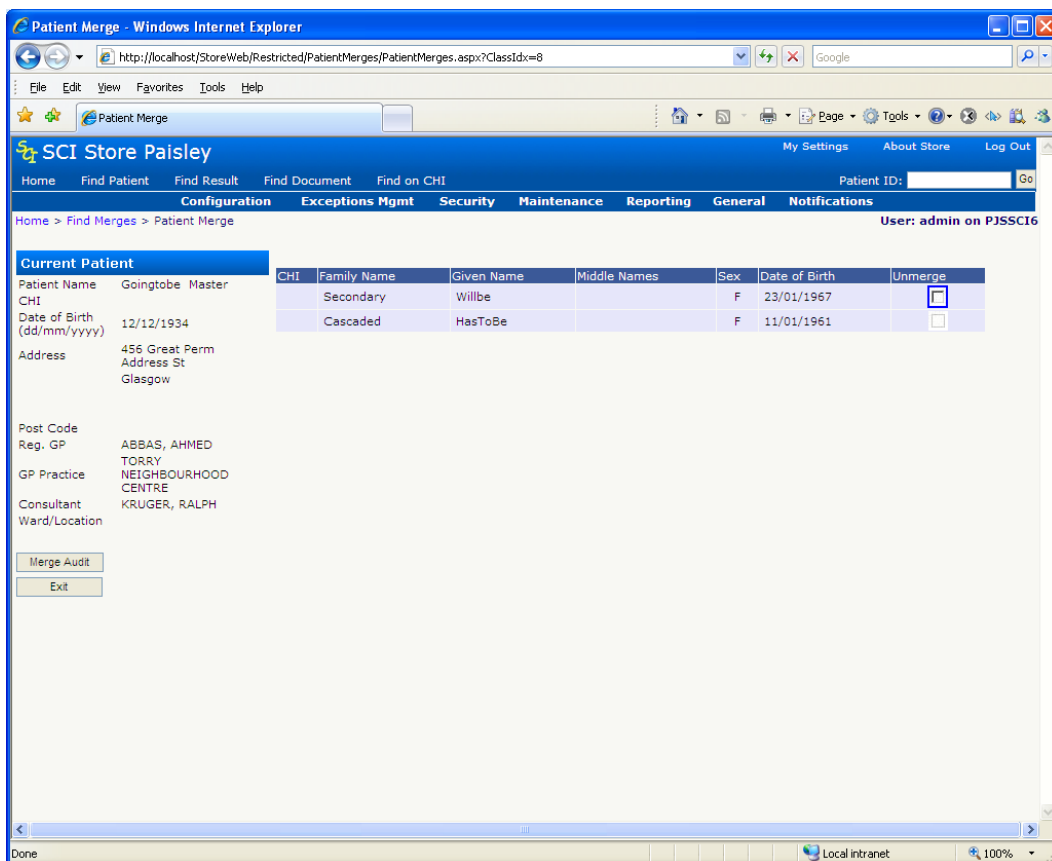 Patient Merge - Windows Internet Explorer
http://localhost/StoreWeb/Restricted/PatientMerges/PatientMerges.aspx?ClassIdx=8
Google
File Edit View Favorites Tools Help
Patient Merge
Page Tools
SCI SCI Store Paisley
My Settings About Store Log Out
Home Find Patient Find Result Find Document Find on CHI
Patient ID: Go
Configuration Exceptions Mgmt Security Maintenance Reporting General Notifications
Home > Find Merges > Patient Merge
User: admin on PJSSCI6
Current Patient
Patient Name Goingtobe Master
CHI
Date of Birth (dd/mm/yyyy) 12/12/1934
Address 456 Great Perm
Address St
Glasgow
Post Code
Reg. GP ABBAS, AHMED
GP Practice TORRY
NEIGHBOURHOOD
CENTRE
Consultant KRUGER, RALPH
Ward/Location
Merge Audit
Exit
CHI Family Name Given Name Middle Names Sex Date of Birth Unmerge
Secondary Willbe F 23/01/1967
Cascaded HasToBe F 11/01/1961
Done
Local intranet
100%